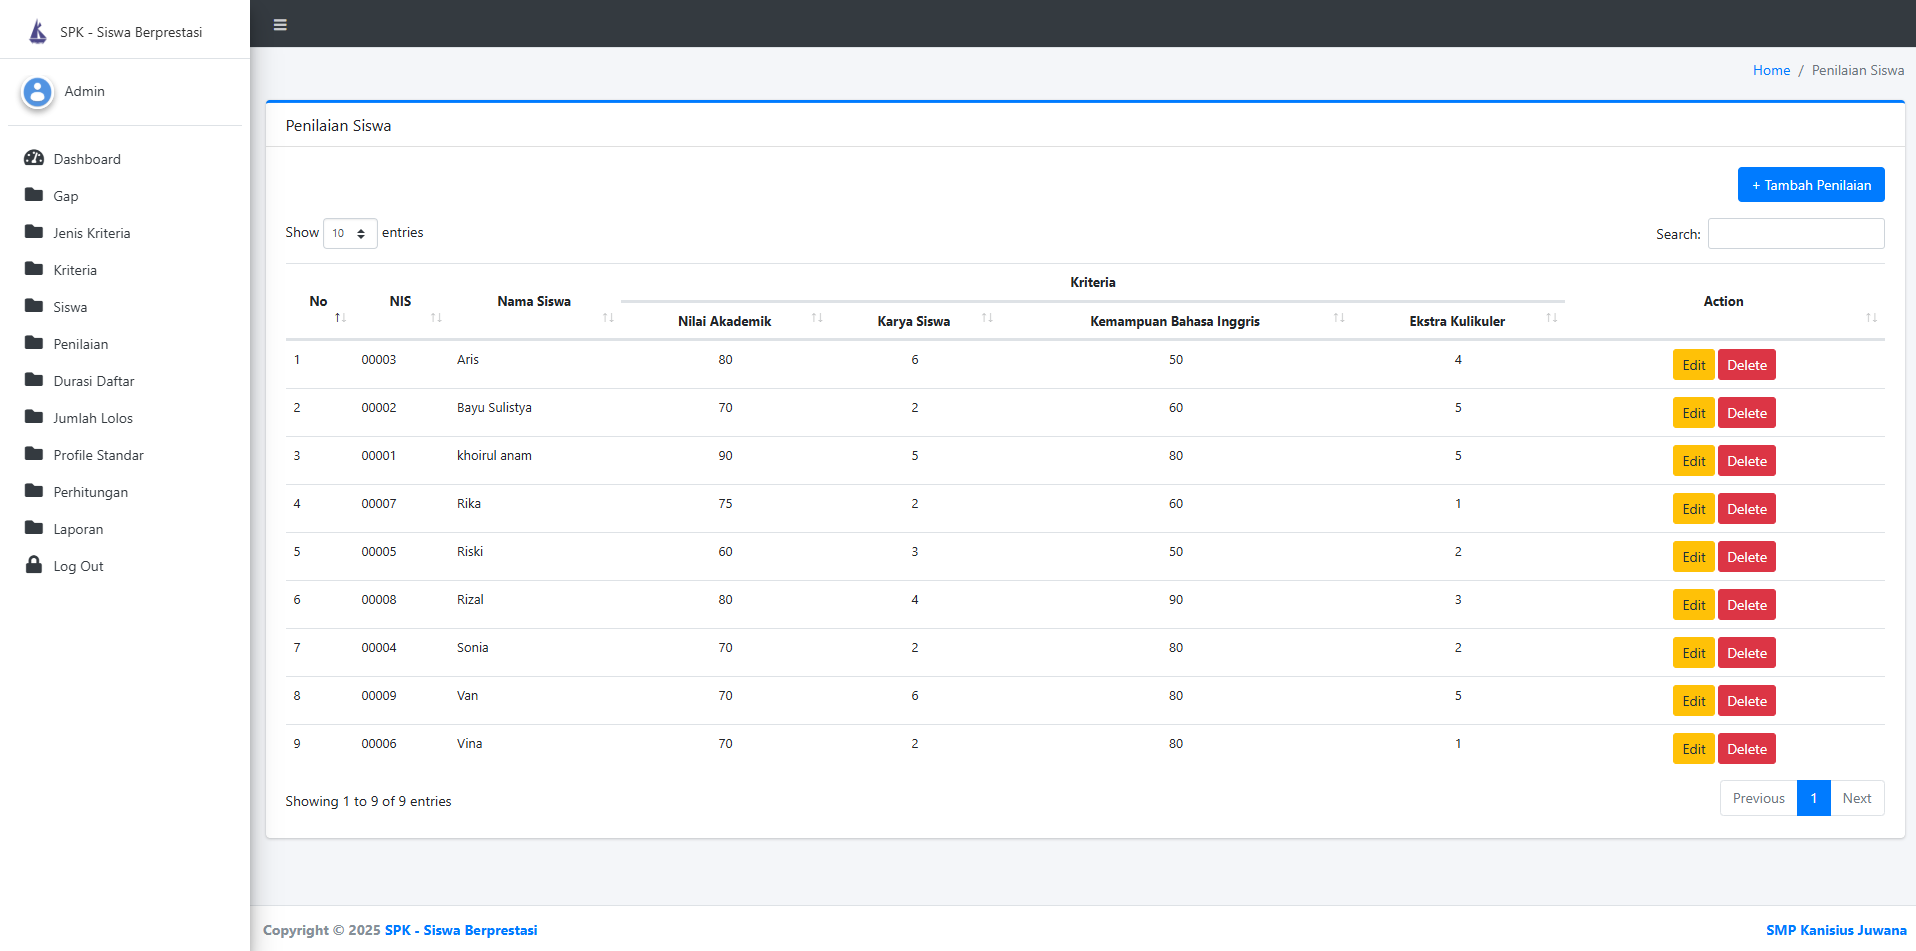 SPK - Siswa Berprestasi
Admin
Dashboard
Gap
Jenis Kriteria
Kriteria
Siswa
Penilaian
Durasi Daftar
Jumlah Lolos
Profile Standar
Perhitungan
Laporan
Log Out
Home / Penilaian Siswa
Penilaian Siswa
+ Tambah Penilaian
Show 10 entries Search:
Kriteria
No NIS Nama Siswa Action
Nilai Akademik Karya Siswa Kemampuan Bahasa Inggris Ekstra Kulikuler
1 00003 Aris 80 6 50 4 Edit Delete
2 00002 Bayu Sulistya 70 2 60 5 Edit Delete
3 00001 khoirul anam 90 5 80 5 Edit Delete
4 00007 Rika 75 2 60 1 Edit Delete
5 00005 Riski 60 3 50 2 Edit Delete
6 00008 Rizal 80 4 90 3 Edit Delete
7 00004 Sonia 70 2 80 2 Edit Delete
8 00009 Van 70 6 80 5 Edit Delete
9 00006 Vina 70 2 80 1 Edit Delete
Showing 1 to 9 of 9 entries Previous 1 Next
Copyright © 2025 SPK - Siswa Berprestasi SMP Kanisius Juwana